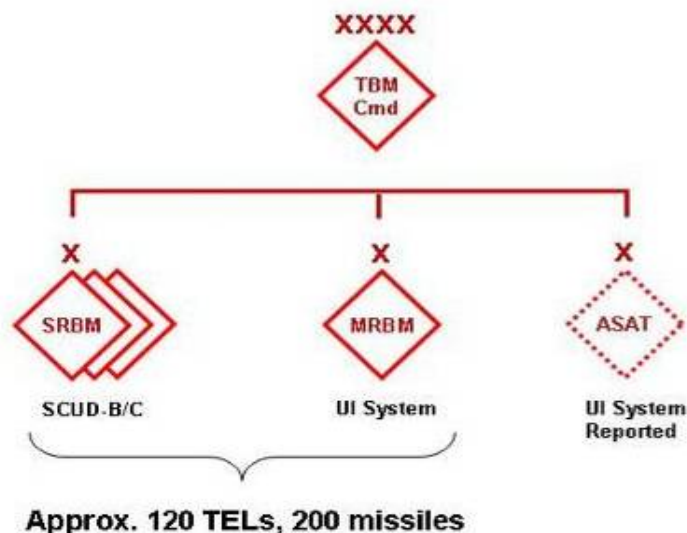 XXXX
TBM
Cmd
X X X
SRBM MRBM ASAT
SCUD-B/C UI System UI System
Reported
Approx. 120 TELs, 200 missiles